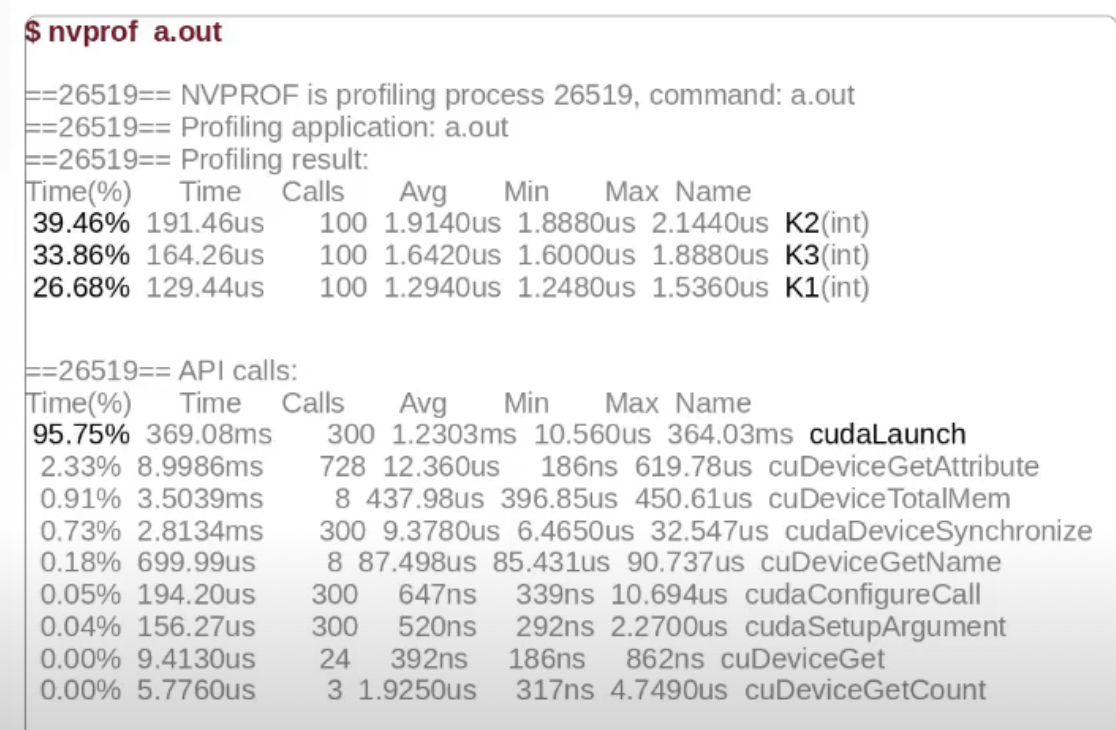 $ nvprof a.out
==26519== NVPROF is profiling process 26519, command: a.out
==26519== Profiling application: a.out
==26519== Profiling result:
Time(%) Time Calls Avg Min Max Name
39.46% 191.46us 100 1.9140us 1.8880us 2.1440us K2(int)
33.86% 164.26us 100 1.6420us 1.6000us 1.8880us K3(int)
26.68% 129.44us 100 1.2940us 1.2480us 1.5360us K1(int)
==26519== API calls:
Time(%) Time Calls Avg Min Max Name
95.75% 369.08ms 300 1.2303ms 10.560us 364.03ms cudaLaunch
2.33% 8.9986ms 728 12.360us 186ns 619.78us cuDeviceGetAttribute
0.91% 3.5039ms 8 437.98us 396.85us 450.61us cuDeviceTotalMem
0.73% 2.8134ms 300 9.3780us 6.4650us 32.547us cudaDeviceSynchronize
0.18% 699.99us 8 87.498us 85.431us 90.737us cuDeviceGetName
0.05% 194.20us 300 647ns 339ns 10.694us cudaConfigureCall
0.04% 156.27us 300 520ns 292ns 2.2700us cudaSetupArgument
0.00% 9.4130us 24 392ns 186ns 862ns cuDeviceGet
0.00% 5.7760us 3 1.9250us 317ns 4.7490us cuDeviceGetCount